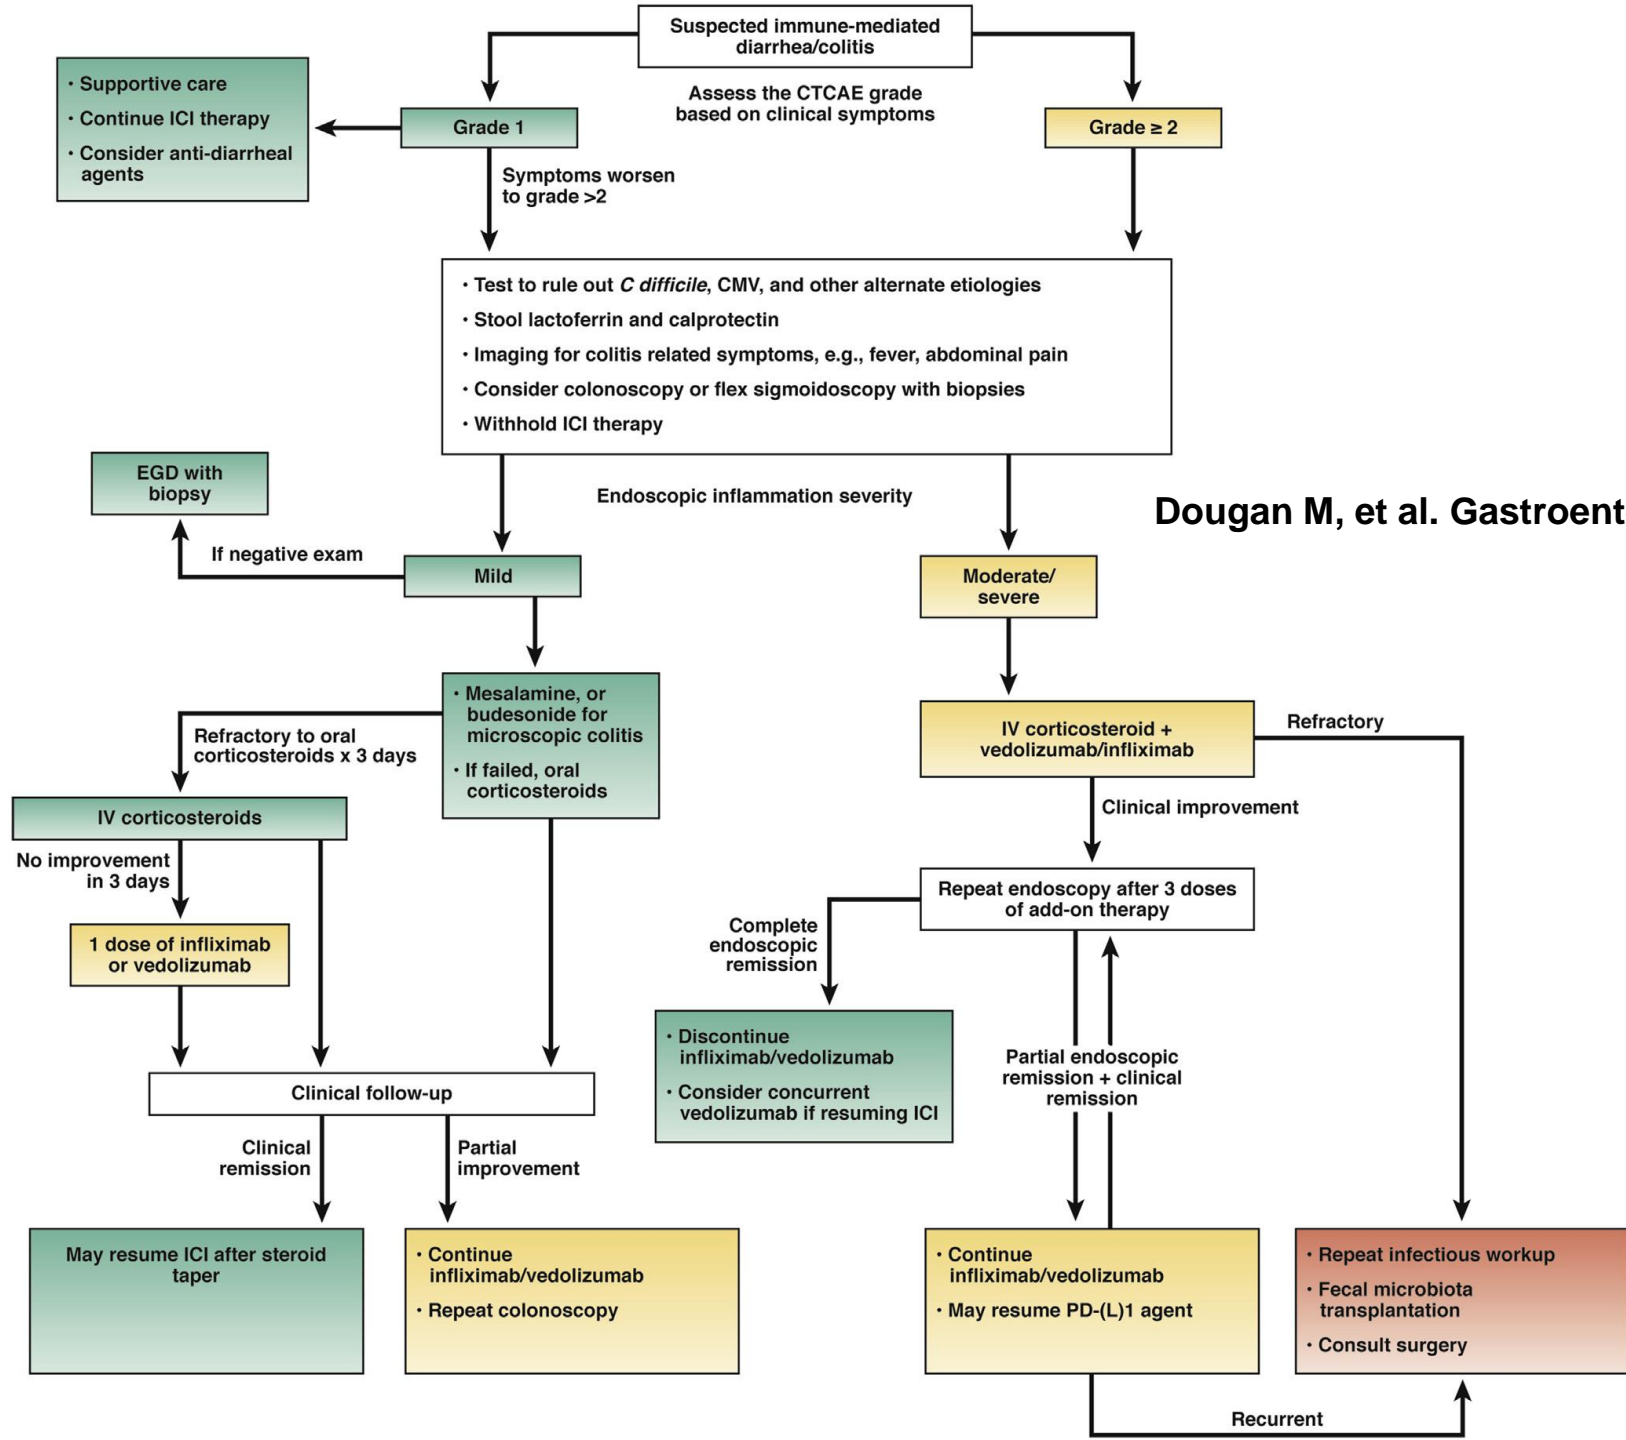 Suspected immune-mediated
diarrhea/colitis
Assess the CTCAE grade
based on clinical symptoms
· Supportive care
· Continue ICI therapy
· Consider anti-diarrheal
agents
Grade 1
Grade ≥ 2
Symptoms worsen
to grade >2
· Test to rule out C difficile, CMV, and other alternate etiologies
· Stool lactoferrin and calprotectin
· Imaging for colitis related symptoms, e.g., fever, abdominal pain
· Consider colonoscopy or flex sigmoidoscopy with biopsies
· Withhold ICI therapy
EGD with
biopsy
Endoscopic inflammation severity
Dougan M, et al. Gastroent
If negative exam
Mild
Moderate/
severe
· Mesalamine, or
budesonide for
microscopic colitis
· If failed, oral
corticosteroids
Refractory to oral
corticosteroids x 3 days
IV corticosteroid +
vedolizumab/infliximab
Refractory
IV corticosteroids
Clinical improvement
No improvement
in 3 days
Repeat endoscopy after 3 doses
of add-on therapy
1 dose of infliximab
or vedolizumab
Complete
endoscopic
remission
· Discontinue
infliximab/vedolizumab
· Consider concurrent
vedolizumab if resuming ICI
Partial endoscopic
remission + clinical
remission
Clinical follow-up
Clinical
remission
Partial
improvement
May resume ICI after steroid
taper
· Continue
infliximab/vedolizumab
· Repeat colonoscopy
· Continue
infliximab/vedolizumab
· May resume PD-(L)1 agent
· Repeat infectious workup
· Fecal microbiota
transplantation
· Consult surgery
Recurrent